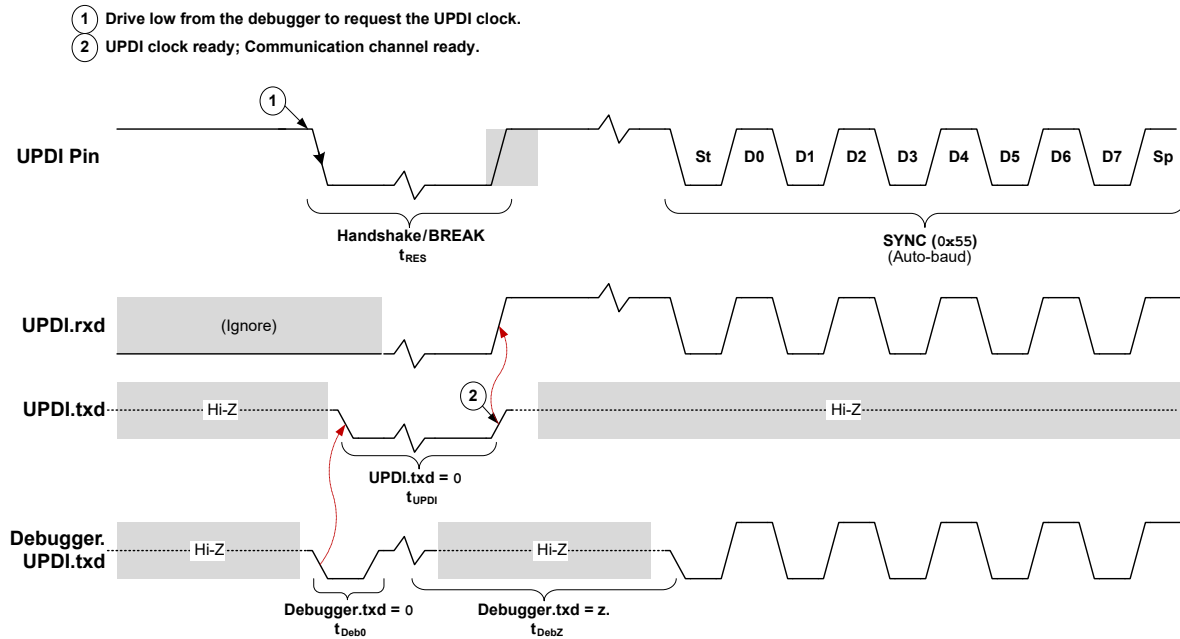 1 Drive low from the debugger to request the UPDI clock.
2 UPDI clock ready; Communication channel ready.
1
UPDI Pin
St D0 D1 D2 D3 D4 D5 D6 D7 Sp
Handshake/BREAK
tRES
SYNC (0x55)
(Auto-baud)
UPDI.rxd
(Ignore)
2
UPDI.txd
Hi-Z
Hi-Z
UPDI.txd = 0
tUPDI
Debugger.
UPDI.txd
Hi-Z
Hi-Z
Debugger.txd = 0
tDeb0
Debugger.txd = z.
tDebZ